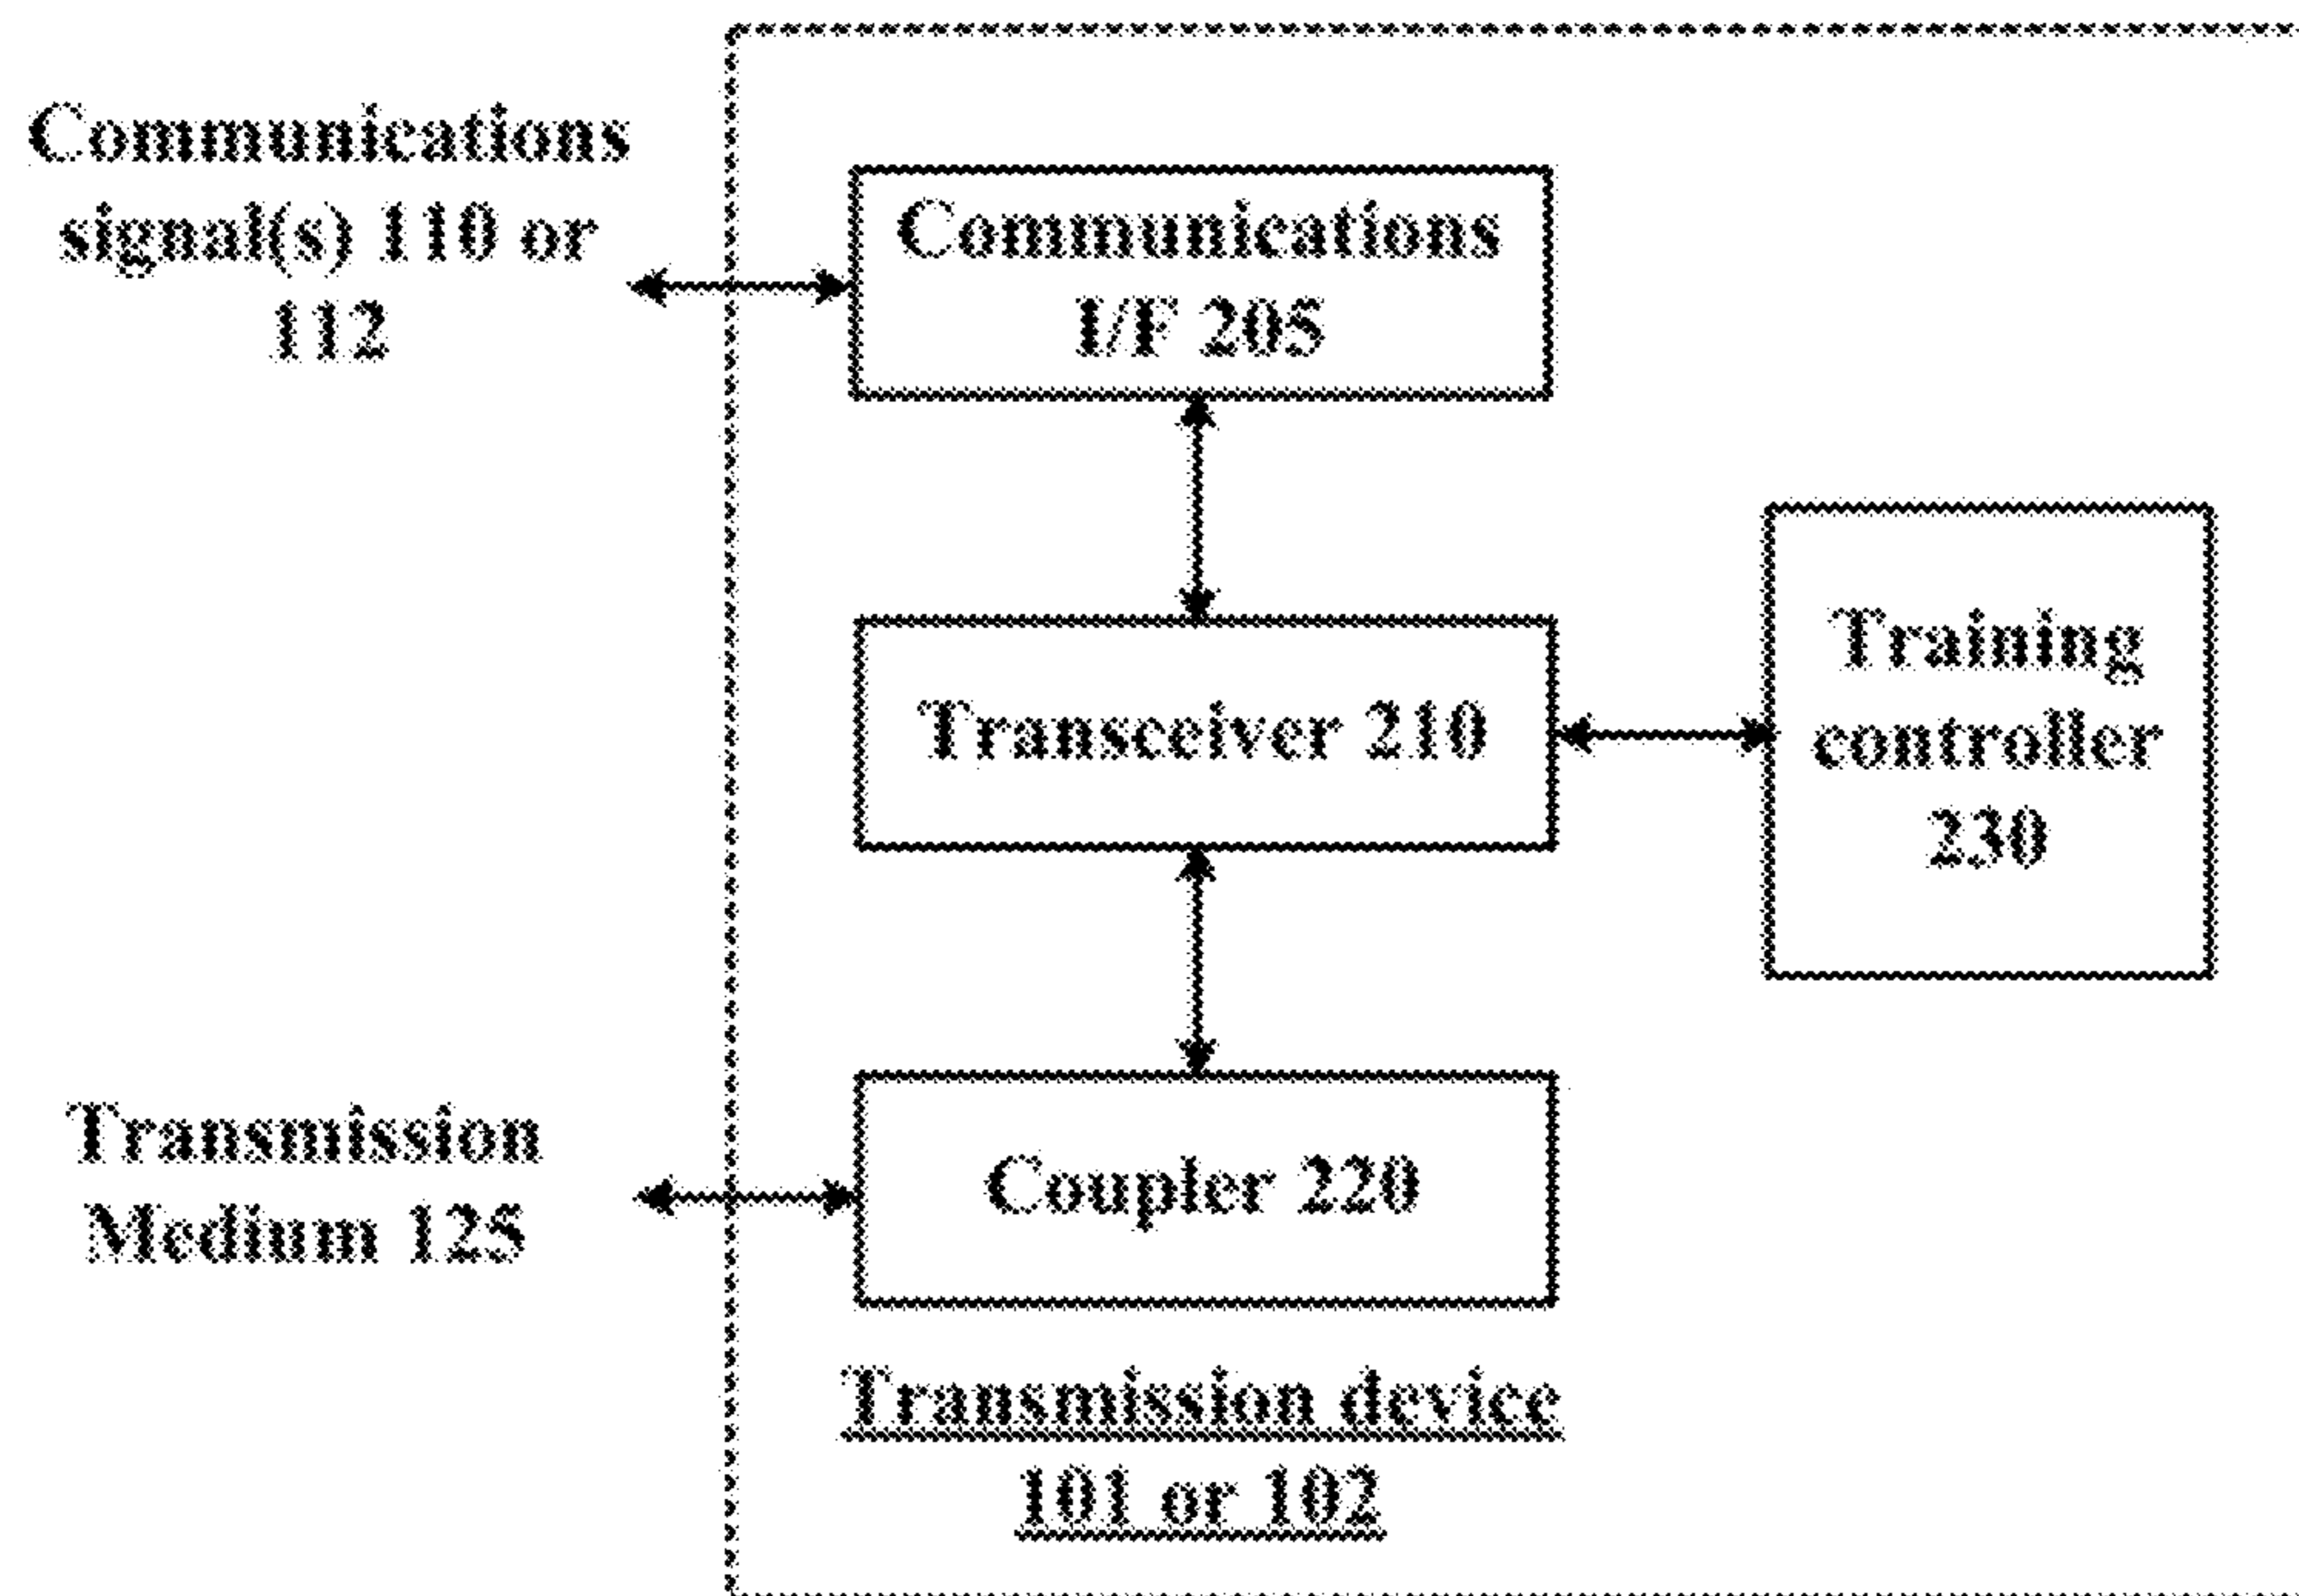 Communications
signal(s) 110 or
112
Communications
I/F 205
Transceiver 210
Training
controller
230
Coupler 220
Transmission
Medium 125
Transmission device
101 or 102